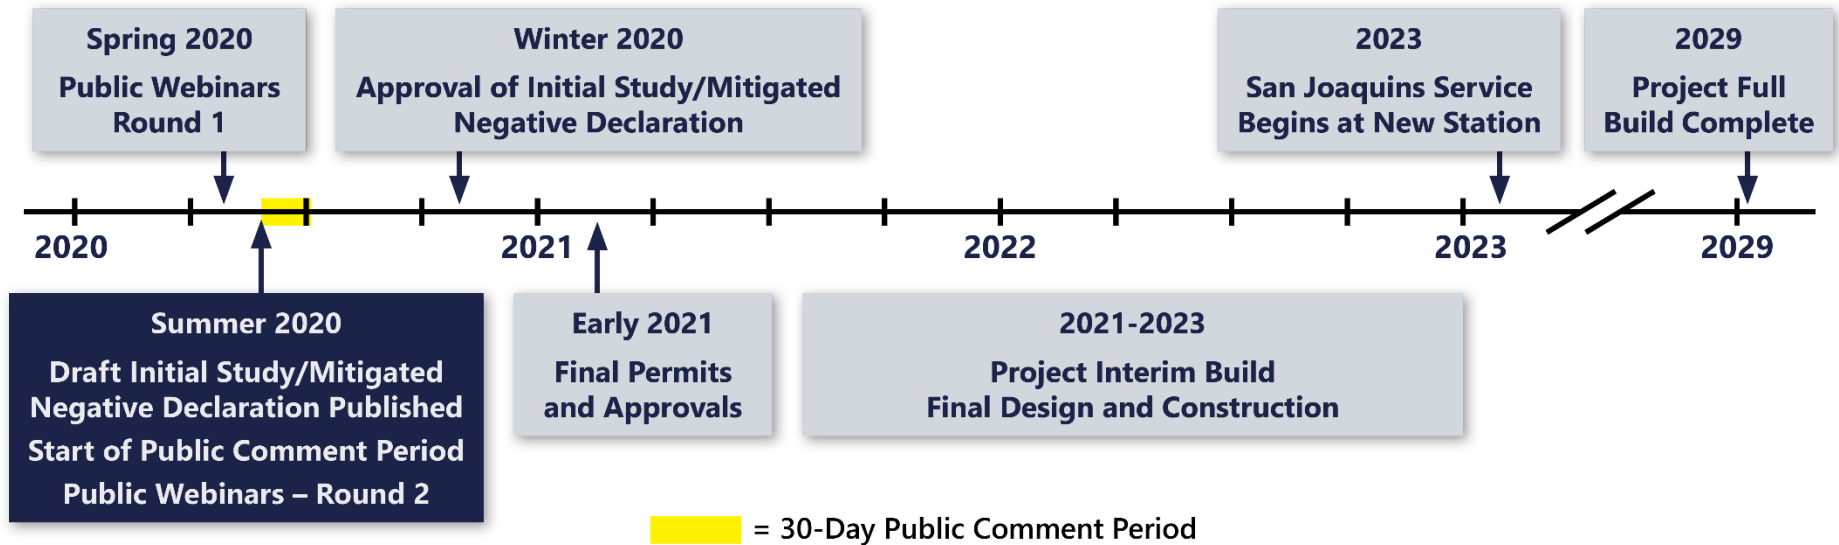 Spring 2020
Public Webinars
Round 1
Winter 2020
Approval of Initial Study/Mitigated
Negative Declaration
2023
San Joaquins Service
Begins at New Station
2029
Project Full
Build Complete
2020
2021
2022
2023
2029
Summer 2020
Draft Initial Study/Mitigated
Negative Declaration Published
Start of Public Comment Period
Public Webinars – Round 2
Early 2021
Final Permits
and Approvals
2021-2023
Project Interim Build
Final Design and Construction
= 30-Day Public Comment Period